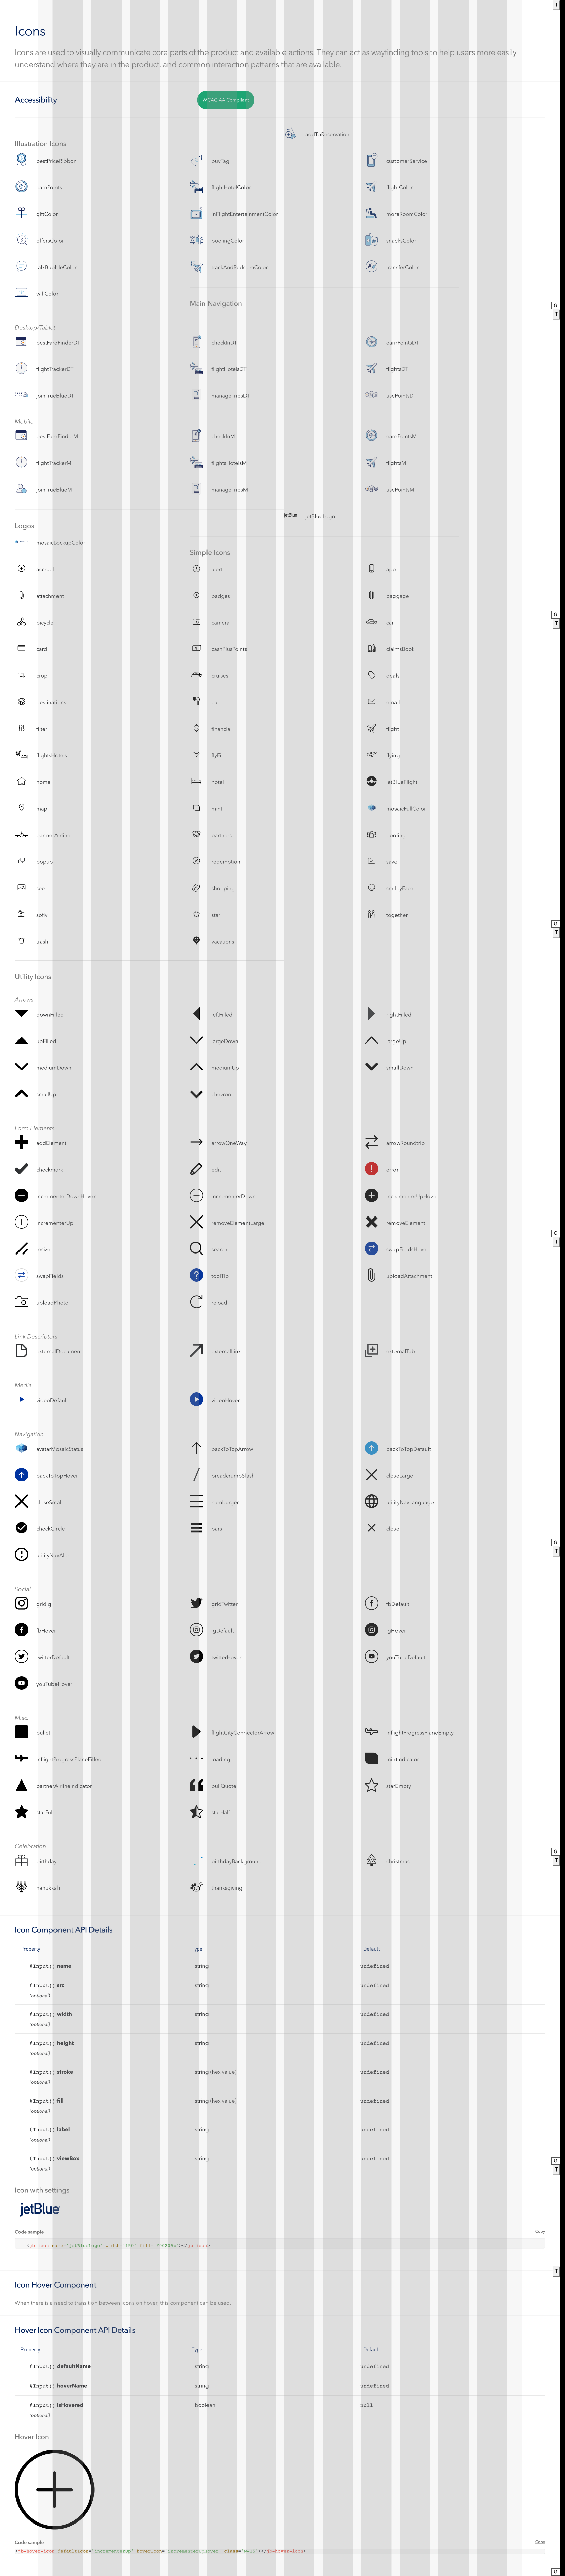 Icons
Icons are used to visually communicate core parts of the product and available actions. They can act as wayfinding tools to help users more easily
understand where they are in the product, and common interaction patterns that are available.
Accessibility
WCAG AA Compliant
addToReservation
Illustration Icons
bestPriceRibbon buyTag customerService
earnPoints flightHotelColor flightColor
giftColor inFlightEntertainmentColor moreRoomColor
offersColor poolingColor snacksColor
talkBubbleColor trackAndRedeemColor transferColor
wifiColor
Main Navigation
Desktop/Tablet
bestFareFinderDT checkInDT earnPointsDT
flightTrackerDT flightHotelsDT flightsDT
joinTrueBlueDT manageTripsDT usePointsDT
Mobile
bestFareFinderM checkInM earnPointsM
flightTrackerM flightsHotelsM flightsM
joinTrueBlueM manageTripsM usePointsM
jetBlue jetBlueLogo
Logos
mosaicLockupColor
Simple Icons
accrual alert app
attachment badges baggage
bicycle camera car
card cashPlusPoints claimsBook
crop cruises deals
destinations eat email
filter financial flight
flightsHotels flyFi flying
home hotel jetBlueFlight
map mint mosaicFullColor
partnerAirline partners pooling
popup redemption save
see shopping smileyFace
sofly star together
trash vacations
Utility Icons
Arrows
downFilled leftFilled rightFilled
upFilled largeDown largeUp
mediumDown mediumUp smallDown
smallUp chevron
Form Elements
addElement arrowOneWay arrowRoundtrip
checkmark edit error
incrementerDownHover incrementerDown incrementerUpHover
incrementerUp removeElementLarge removeElement
resize search swapFieldsHover
swapFields toolTip uploadAttachment
uploadPhoto reload
Link Descriptors
externalDocument externalLink externalTab
Media
videoDefault videoHover
Navigation
avatarMosaicStatus backToTopArrow backToTopDefault
backToTopHover breadcrumbSlash closeLarge
closeSmall hamburger utilityNavLanguage
checkCircle bars close
utilityNavAlert
Social
gridIg gridTwitter fbDefault
fbHover igDefault igHover
twitterDefault twitterHover youTubeDefault
youTubeHover
Misc.
bullet flightCityConnectorArrow inflightProgressPlaneEmpty
inflightProgressPlaneFilled loading mintIndicator
partnerAirlineIndicator pullQuote starEmpty
starFull starHalf
Celebration
birthday birthdayBackground christmas
hanukkah thanksgiving
Icon Component API Details
Property Type Default
@Input() name string undefined
@Input() src string undefined
(optional)
@Input() width string undefined
(optional)
@Input() height string undefined
(optional)
@Input() stroke string (hex value) undefined
(optional)
@Input() fill string (hex value) undefined
(optional)
@Input() label string undefined
(optional)
@Input() viewBox string undefined
(optional)
Icon with settings
jetBlue
Code sample Copy
Icon Hover Component
When there is a need to transition between icons on hover, this component can be used.
Hover Icon Component API Details
Property Type Default
@Input() defaultName string undefined
@Input() hoverName string undefined
@Input() isHovered boolean null
(optional)
Hover Icon
Code sample Copy